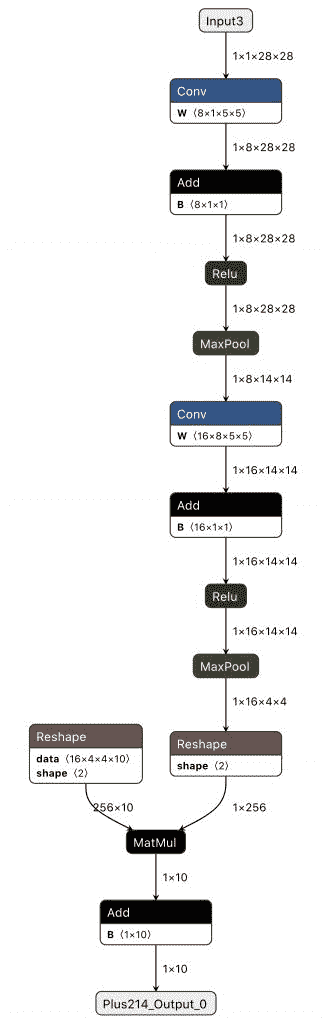 Input3
1×1×28×28
Conv
W ⟨8×1×5×5⟩
1×8×28×28
Add
B ⟨8×1×1⟩
1×8×28×28
Relu
1×8×28×28
MaxPool
1×8×14×14
Conv
W ⟨16×8×5×5⟩
1×16×14×14
Add
B ⟨16×1×1⟩
1×16×14×14
Relu
1×16×14×14
MaxPool
1×16×4×4
Reshape
data ⟨16×4×4×10⟩
shape ⟨2⟩
Reshape
shape ⟨2⟩
256×10
1×256
MatMul
1×10
Add
B ⟨1×10⟩
1×10
Plus214_Output_0